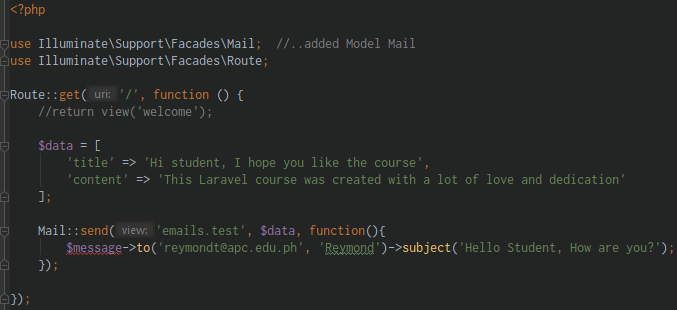 <?php
use Illuminate\Support\Facades\Mail;  //..added Model Mail
use Illuminate\Support\Facades\Route;
Route::get( uri: '/', function () {
    //return view('welcome');
    $data = [
        'title' => 'Hi student, I hope you like the course',
        'content' => 'This Laravel course was created with a lot of love and dedication'
    ];
    Mail::send( view: 'emails.test', $data, function(){
        $message->to('reymondt@apc.edu.ph', 'Reymond')->subject('Hello Student, How are you?');
    });
});